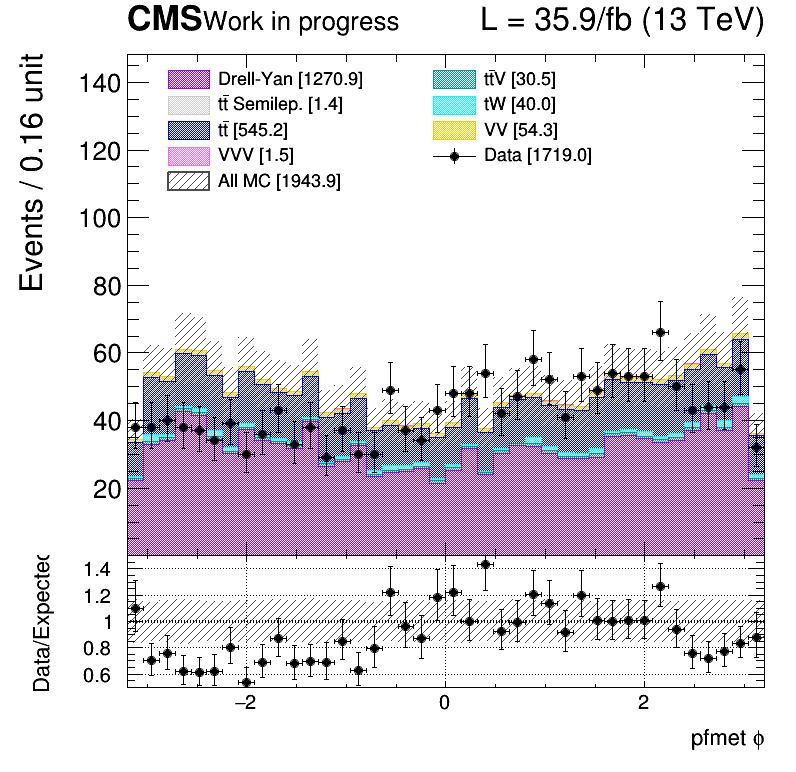 CMS Work in progress L = 35.9/fb (13 TeV)
Events / 0.16 unit
140
120
100
80
60
40
20
Drell-Yan [1270.9]
tt̄ Semilep. [1.4]
tt̄ [545.2]
VVV [1.5]
All MC [1943.9]
tt̄V [30.5]
tW [40.0]
VV [54.3]
Data [1719.0]
Data/Expected
1.4
1.2
1
0.8
0.6
−2 0 2
pfmet ϕ